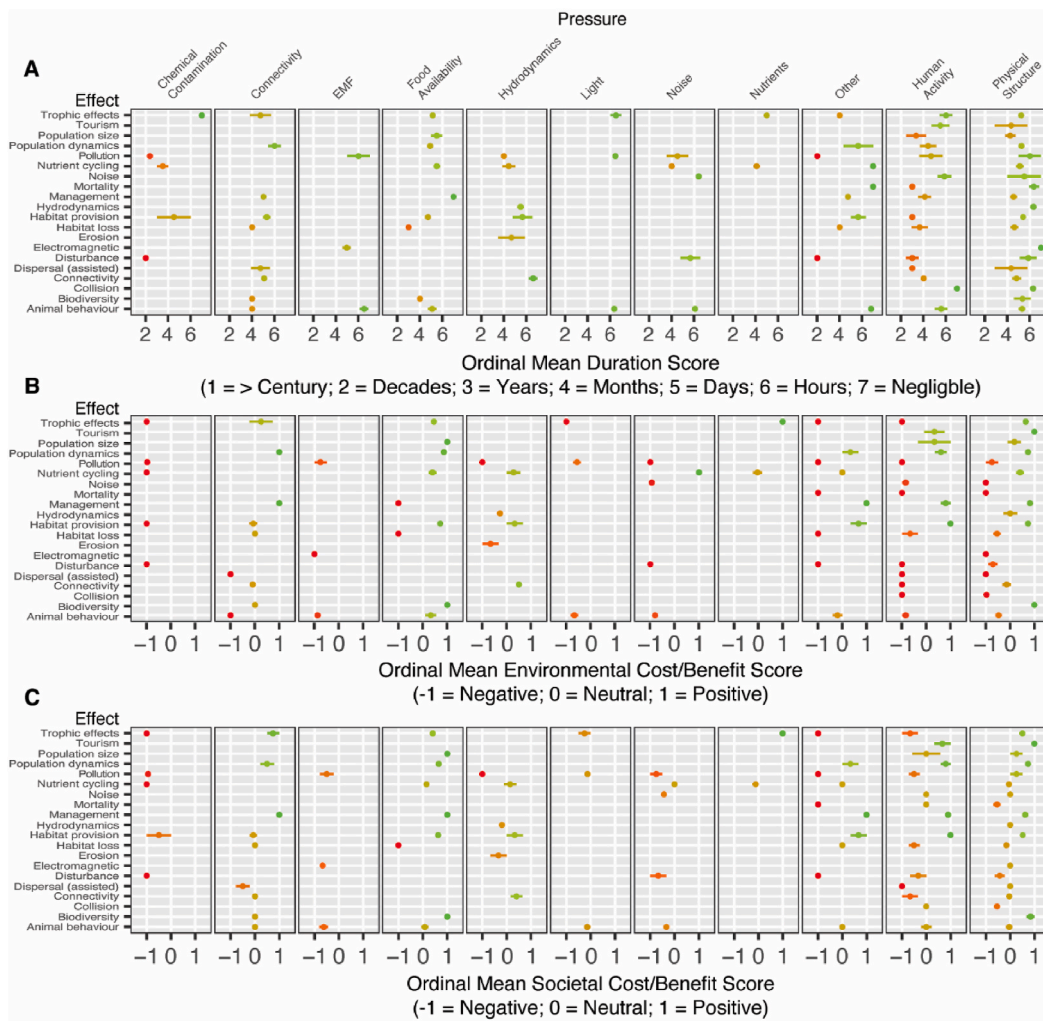 Pressure
A
Chemical
Contamination
Connectivity
EMF
Food
Availability
Hydrodynamics
Light
Noise
Nutrients
Other
Human
Activity
Physical
Structure
Effect
Trophic effects
Tourism
Population size
Population dynamics
Pollution
Nutrient cycling
Noise
Mortality
Management
Hydrodynamics
Habitat provision
Habitat loss
Erosion
Electromagnetic
Disturbance
Dispersal (assisted)
Connectivity
Collision
Biodiversity
Animal behaviour
2 4 6 2 4 6 2 4 6 2 4 6 2 4 6 2 4 6 2 4 6 2 4 6 2 4 6 2 4 6 2 4 6
Ordinal Mean Duration Score
(1 = > Century; 2 = Decades; 3 = Years; 4 = Months; 5 = Days; 6 = Hours; 7 = Negligble)
B
Effect
Trophic effects
Tourism
Population size
Population dynamics
Pollution
Nutrient cycling
Noise
Mortality
Management
Hydrodynamics
Habitat provision
Habitat loss
Erosion
Electromagnetic
Disturbance
Dispersal (assisted)
Connectivity
Collision
Biodiversity
Animal behaviour
−1 0 1 −1 0 1 −1 0 1 −1 0 1 −1 0 1 −1 0 1 −1 0 1 −1 0 1 −1 0 1 −1 0 1 −1 0 1
Ordinal Mean Environmental Cost/Benefit Score
(-1 = Negative; 0 = Neutral; 1 = Positive)
C
Effect
Trophic effects
Tourism
Population size
Population dynamics
Pollution
Nutrient cycling
Noise
Mortality
Management
Hydrodynamics
Habitat provision
Habitat loss
Erosion
Electromagnetic
Disturbance
Dispersal (assisted)
Connectivity
Collision
Biodiversity
Animal behaviour
−1 0 1 −1 0 1 −1 0 1 −1 0 1 −1 0 1 −1 0 1 −1 0 1 −1 0 1 −1 0 1 −1 0 1 −1 0 1
Ordinal Mean Societal Cost/Benefit Score
(-1 = Negative; 0 = Neutral; 1 = Positive)